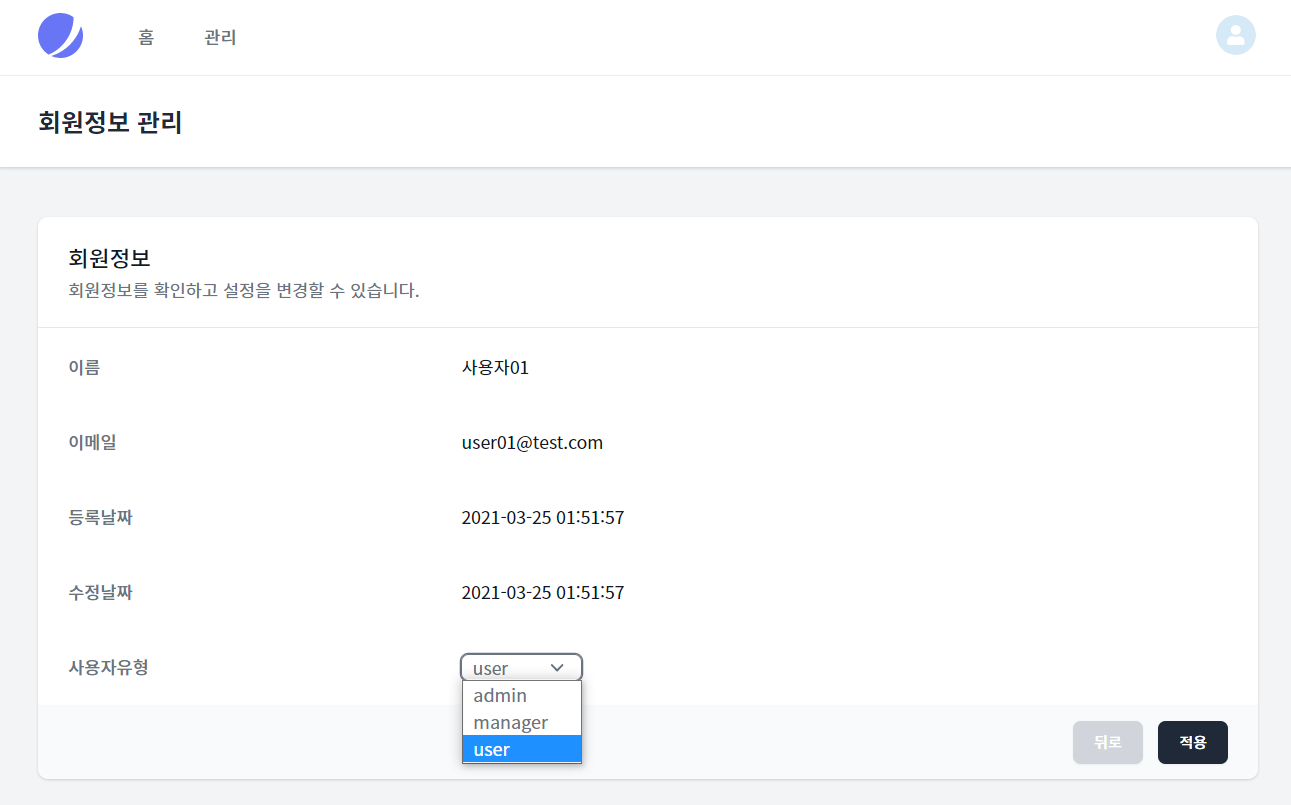 홈 관리
회원정보 관리
회원정보
회원정보를 확인하고 설정을 변경할 수 있습니다.
이름 사용자01
이메일 user01@test.com
등록날짜 2021-03-25 01:51:57
수정날짜 2021-03-25 01:51:57
사용자유형 user
admin
manager
user
뒤로 적용